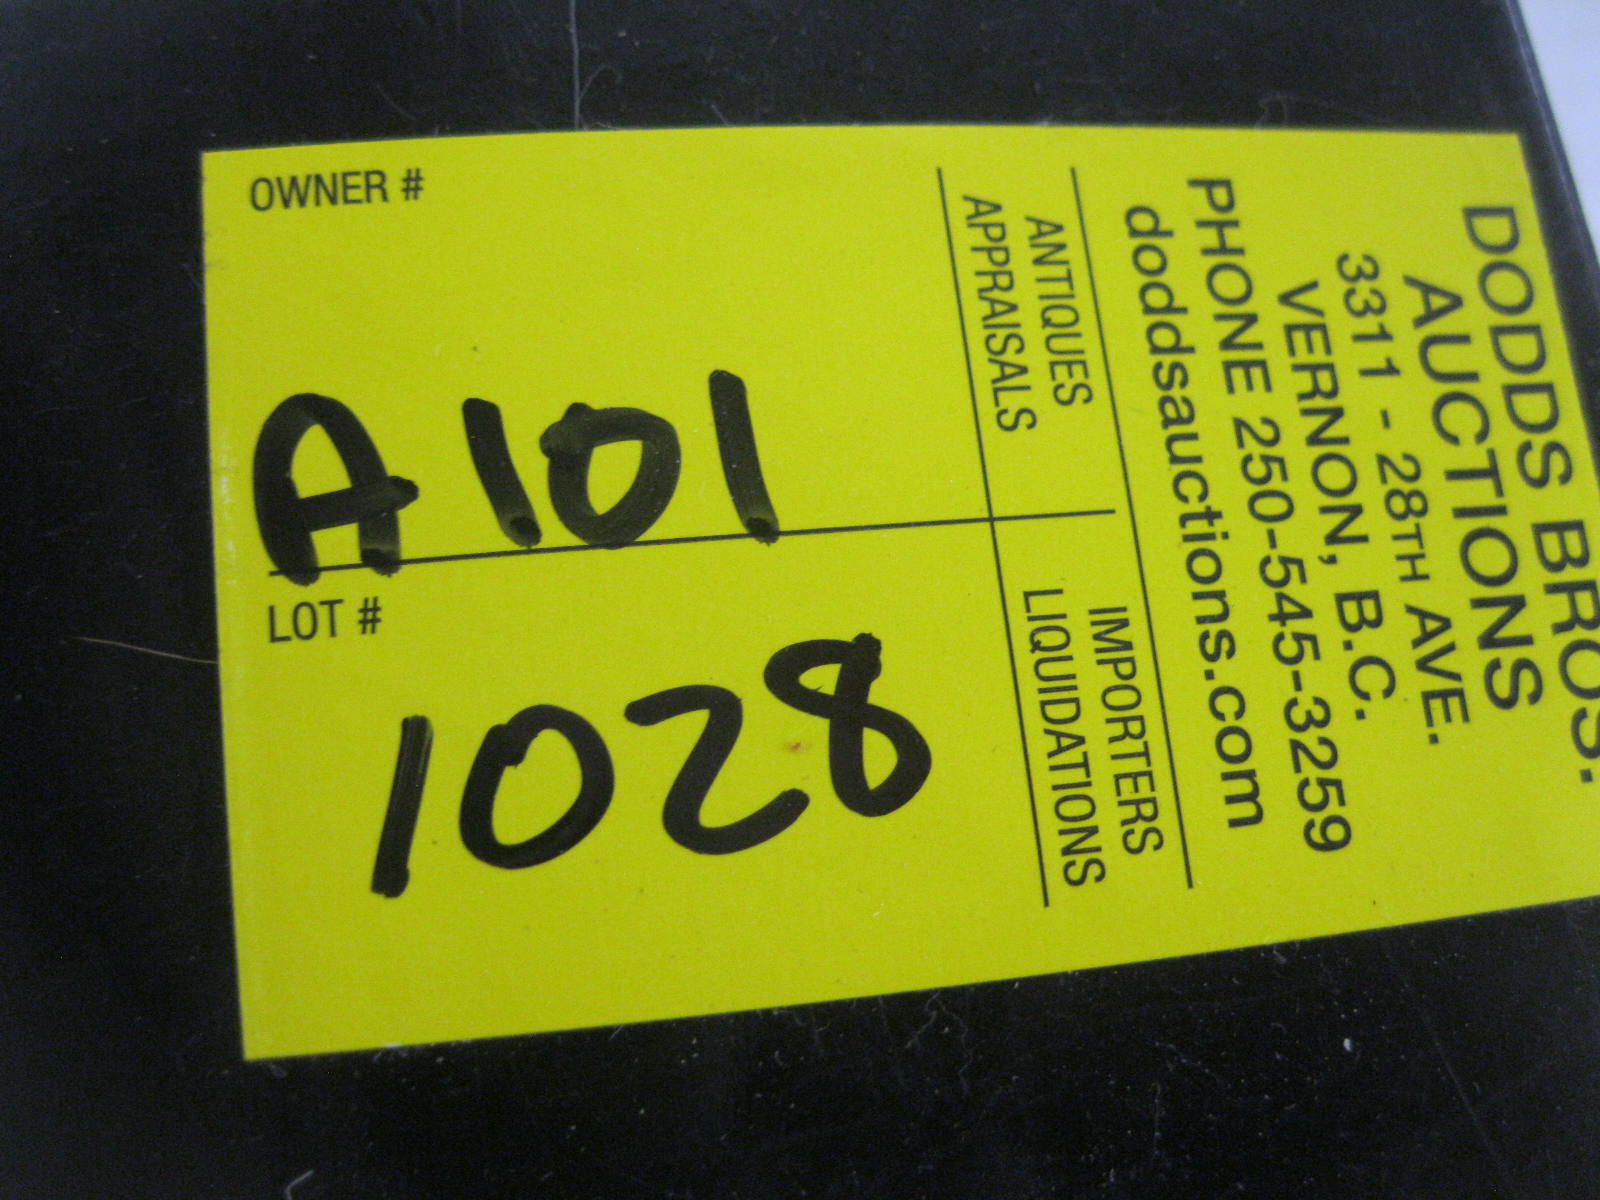 OWNER #
A101
LOT #
1028
DODDS BROS.
AUCTIONS
3311 - 28TH AVE.
VERNON, B.C.
PHONE 250-545-3259
doddsauctions.com
ANTIQUES
APPRAISALS
IMPORTERS
LIQUIDATIONS